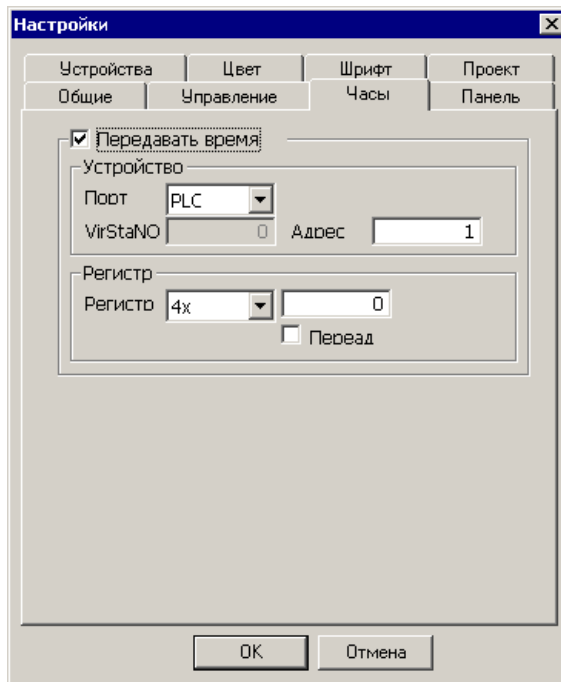 Настройки
Устройства Цвет Шрифт Проект
Общие Управление Часы Панель
Передавать время
Устройство
Порт PLC
VirStaNO 0 Адрес 1
Регистр
Регистр 4x 0
Переад
OK Отмена